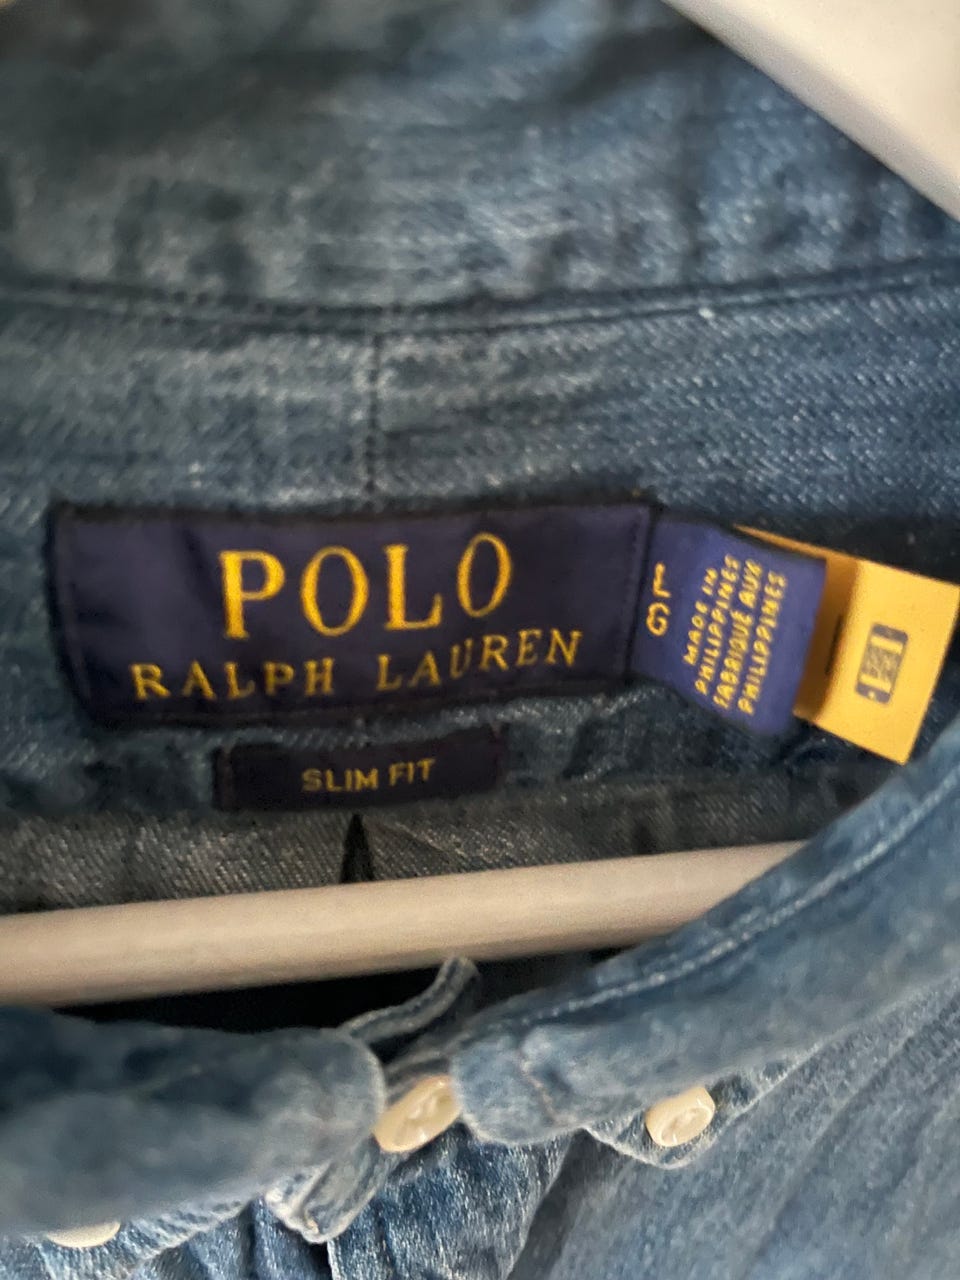 POLO
RALPH LAUREN
SLIM FIT
L G
MADE IN
PHILIPPINES
FABRIQUÉ AUX
PHILIPPINES